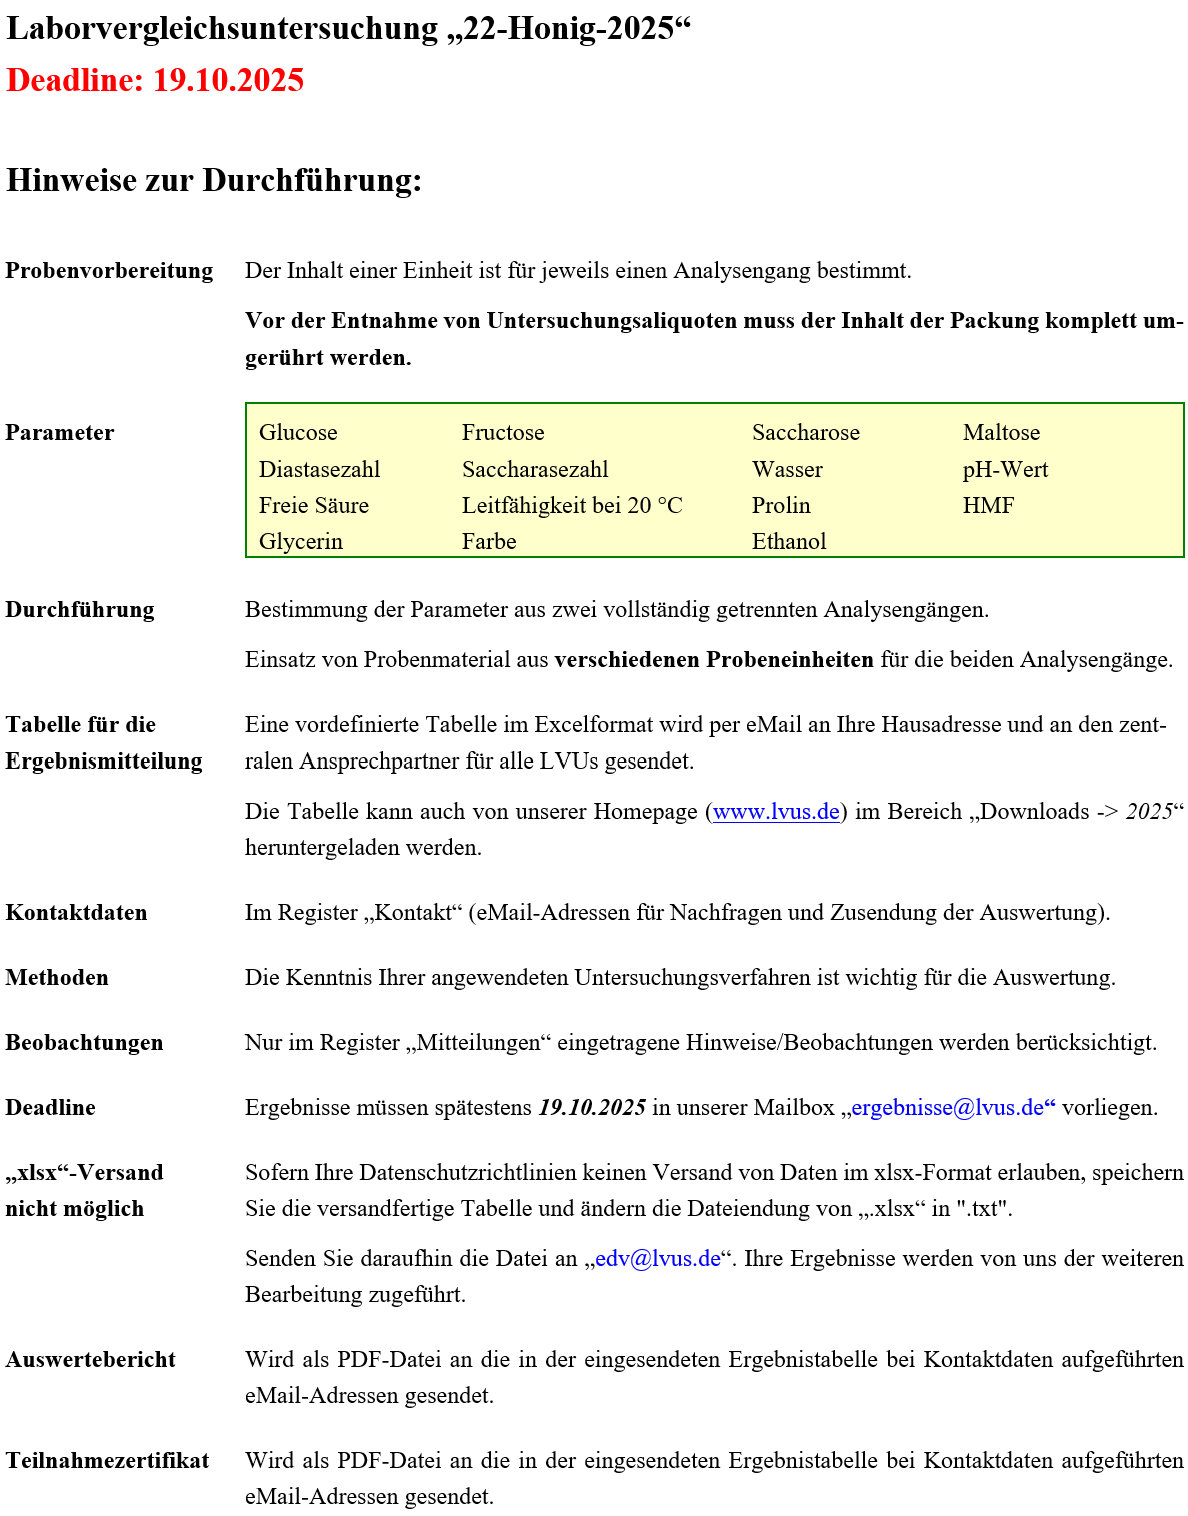 Laborvergleichsuntersuchung „22-Honig-2025“
Deadline: 19.10.2025
Hinweise zur Durchführung:
Probenvorbereitung Der Inhalt einer Einheit ist für jeweils einen Analysengang bestimmt.
Vor der Entnahme von Untersuchungsaliquoten muss der Inhalt der Packung komplett um-
gerührt werden.
Parameter Glucose Fructose Saccharose Maltose
Diastasezahl Saccharasezahl Wasser pH-Wert
Freie Säure Leitfähigkeit bei 20 °C Prolin HMF
Glycerin Farbe Ethanol
Durchführung Bestimmung der Parameter aus zwei vollständig getrennten Analysengängen.
Einsatz von Probenmaterial aus verschiedenen Probeneinheiten für die beiden Analysengänge.
Tabelle für die Eine vordefinierte Tabelle im Excelformat wird per eMail an Ihre Hausadresse und an den zent-
Ergebnismitteilung ralen Ansprechpartner für alle LVUs gesendet.
Die Tabelle kann auch von unserer Homepage (www.lvus.de) im Bereich „Downloads -> 2025“
heruntergeladen werden.
Kontaktdaten Im Register „Kontakt“ (eMail-Adressen für Nachfragen und Zusendung der Auswertung).
Methoden Die Kenntnis Ihrer angewendeten Untersuchungsverfahren ist wichtig für die Auswertung.
Beobachtungen Nur im Register „Mitteilungen“ eingetragene Hinweise/Beobachtungen werden berücksichtigt.
Deadline Ergebnisse müssen spätestens 19.10.2025 in unserer Mailbox „ergebnisse@lvus.de“ vorliegen.
„xlsx“-Versand Sofern Ihre Datenschutzrichtlinien keinen Versand von Daten im xlsx-Format erlauben, speichern
nicht möglich Sie die versandfertige Tabelle und ändern die Dateiendung von „.xlsx“ in ".txt".
Senden Sie daraufhin die Datei an „edv@lvus.de“. Ihre Ergebnisse werden von uns der weiteren
Bearbeitung zugeführt.
Auswertebericht Wird als PDF-Datei an die in der eingesendeten Ergebnistabelle bei Kontaktdaten aufgeführten
eMail-Adressen gesendet.
Teilnahmezertifikat Wird als PDF-Datei an die in der eingesendeten Ergebnistabelle bei Kontaktdaten aufgeführten
eMail-Adressen gesendet.